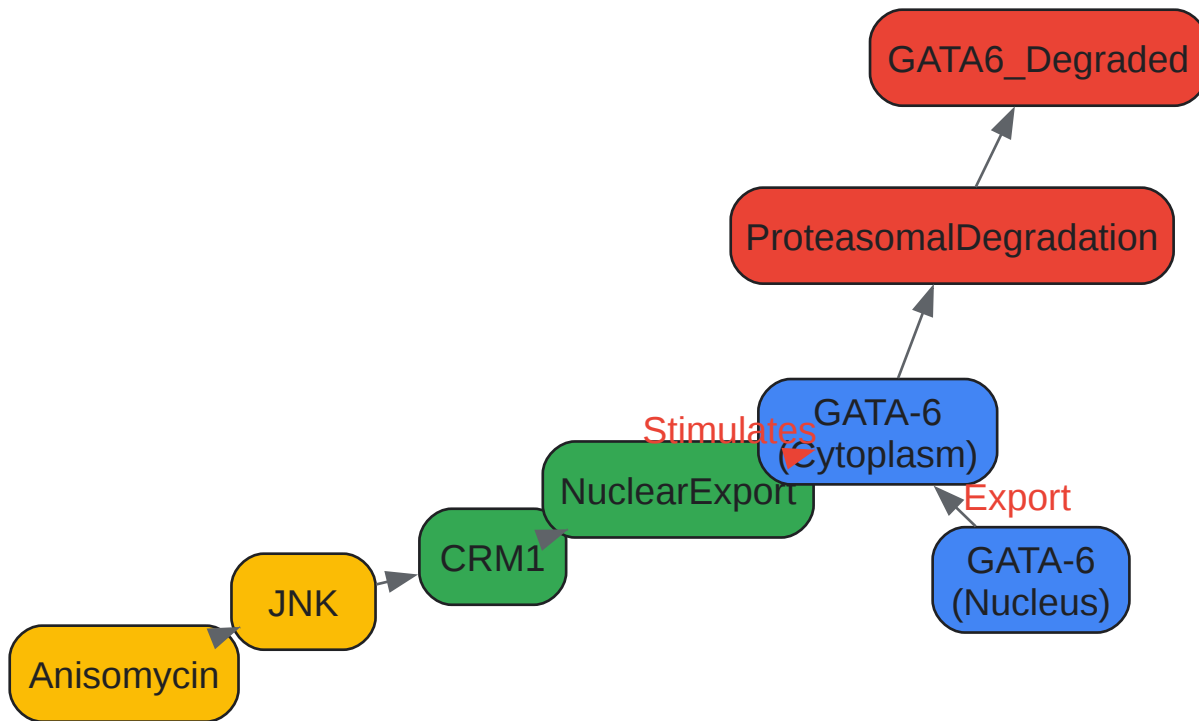 GATA6_Degraded
ProteasomalDegradation
GATA-6
(Cytoplasm)
Stimulates
NuclearExport
Export
CRM1
GATA-6
(Nucleus)
JNK
Anisomycin